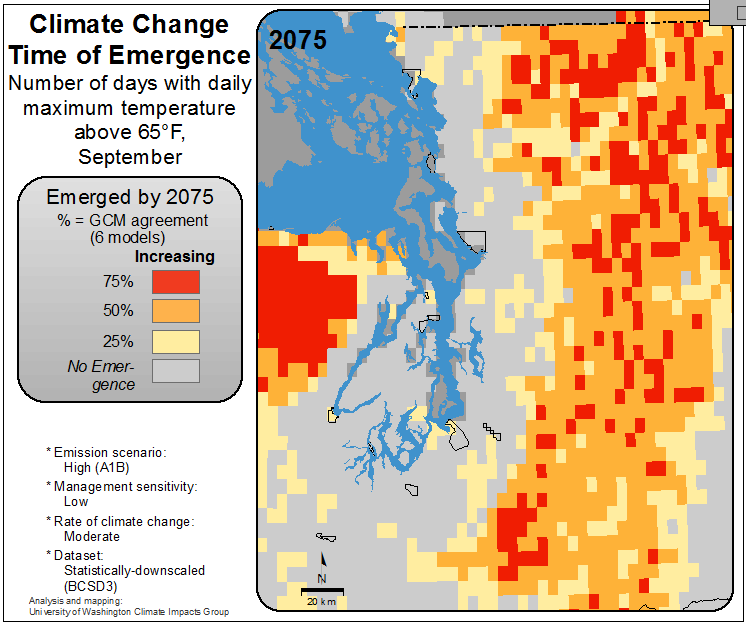 Climate Change
Time of Emergence
Number of days with daily
maximum temperature
above 65°F,
September
Emerged by 2075
% = GCM agreement
(6 models)
Increasing
75%
50%
25%
No Emer-
gence
* Emission scenario:
High (A1B)
* Management sensitivity:
Low
* Rate of climate change:
Moderate
* Dataset:
Statistically-downscaled
(BCSD3)
Analysis and mapping:
University of Washington Climate Impacts Group
2075
N
20 km